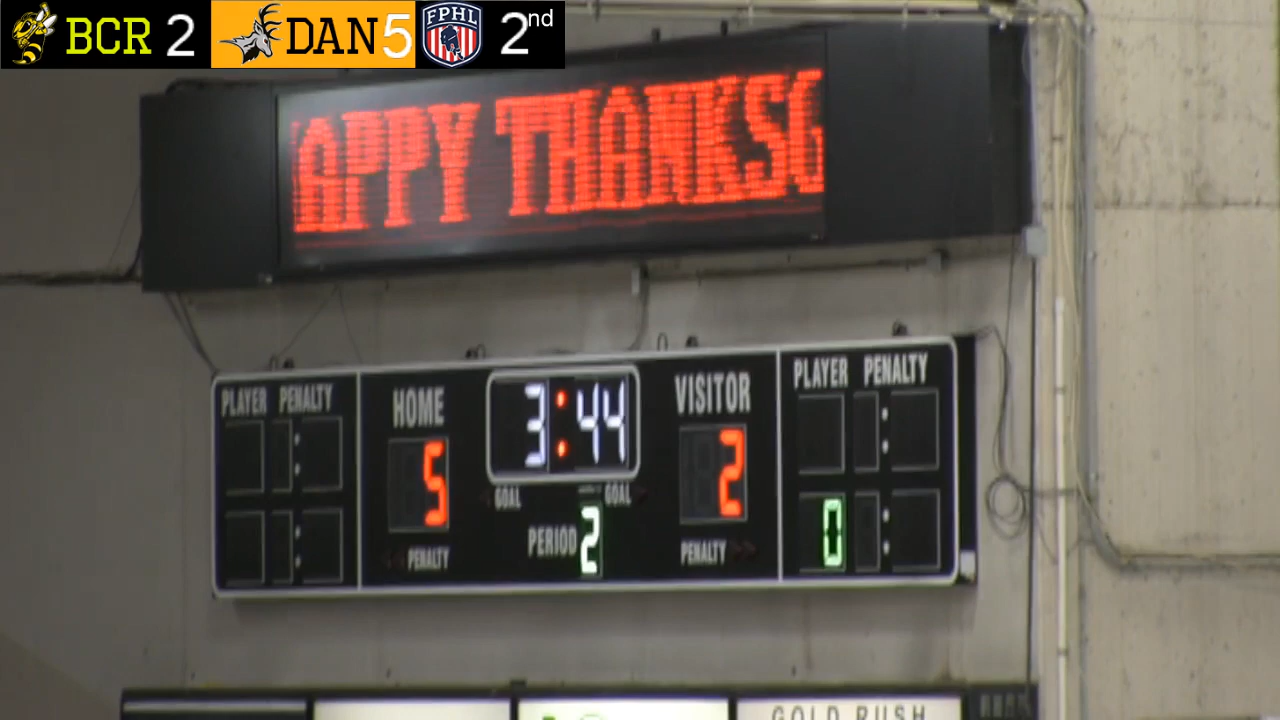 BCR 2 DAN 5 FPHL 2nd
APPY THANKSG
PLAYER PENALTY
HOME
3:44
VISITOR
PLAYER PENALTY
5
2
GOAL GOAL
PERIOD 2
PENALTY
PENALTY
0
GOLD RUSH